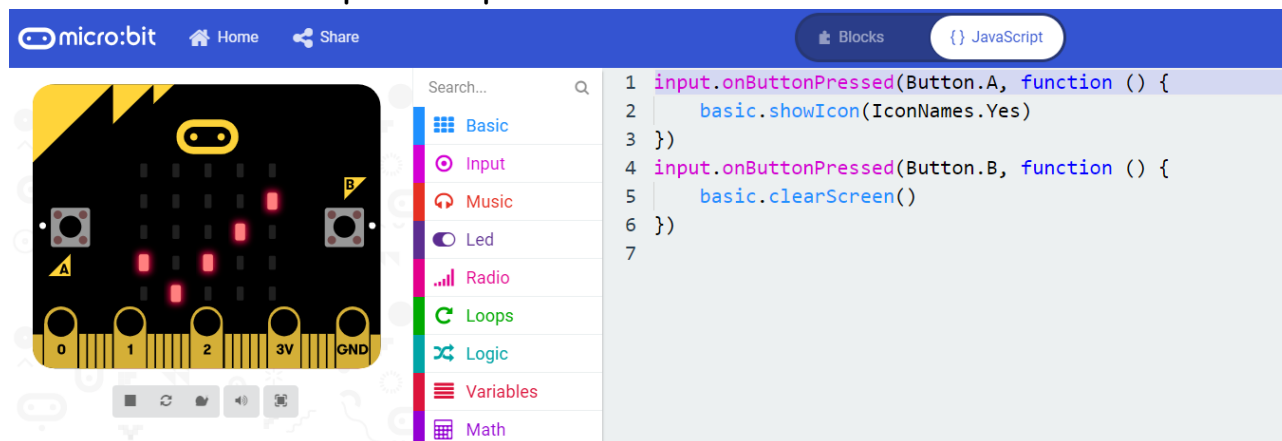 micro:bit Home Share Blocks {} JavaScript
B
A
0 1 2 3V GND
Search...
Basic
Input
Music
Led
Radio
Loops
Logic
Variables
Math
1 input.onButtonPressed(Button.A, function () {
2     basic.showIcon(IconNames.Yes)
3 })
4 input.onButtonPressed(Button.B, function () {
5     basic.clearScreen()
6 })
7